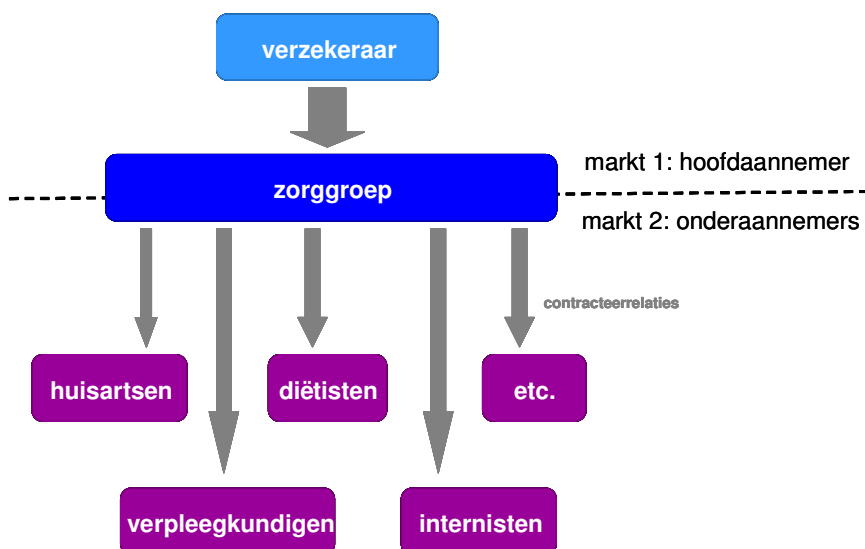 verzekeraar
markt 1: hoofdaannemer
zorggroep
markt 2: onderaannemers
contracteerrelaties
huisartsen
diëtisten
etc.
verpleegkundigen
internisten